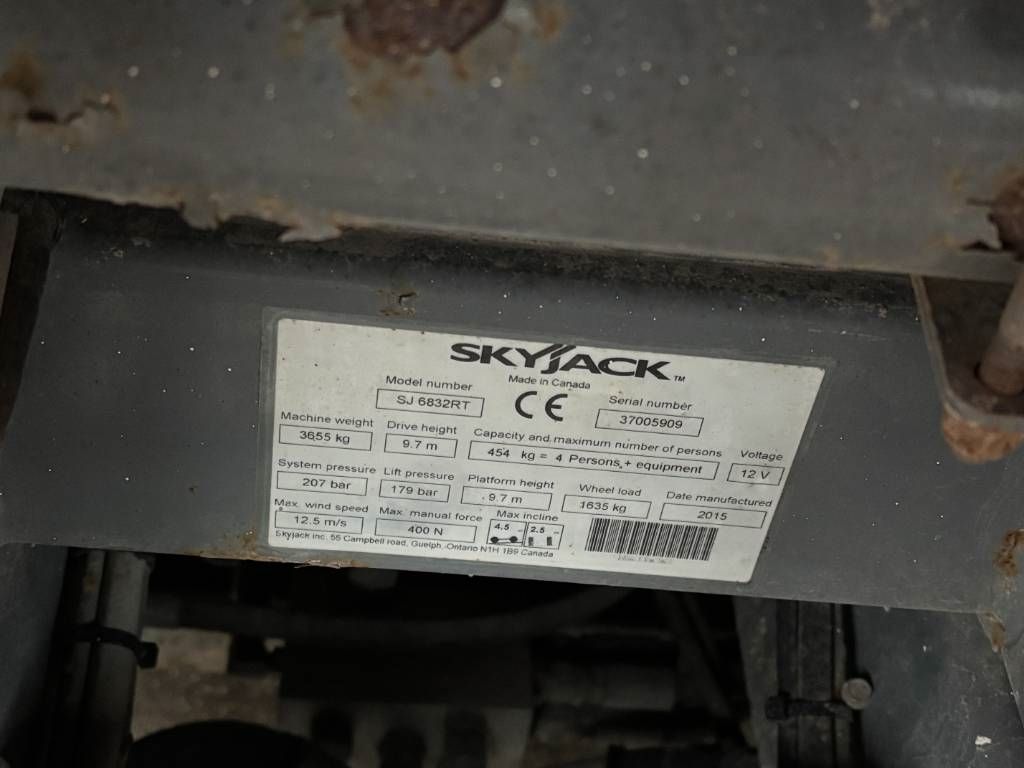 SKYJACK™
Made in Canada
Model number
SJ 6832RT
CE
Serial number
37005909
Machine weight
3655 kg
Drive height
9.7 m
Capacity and maximum number of persons
454 kg = 4 Persons + equipment
Voltage
12 V
System pressure
207 bar
Lift pressure
179 bar
Platform height
9.7 m
Wheel load
1635 kg
Date manufactured
2015
Max. wind speed
12.5 m/s
Max. manual force
400 N
Max incline
4.5 2.5
Skyjack inc. 55 Campbell road, Guelph, Ontario N1H 1B9 Canada